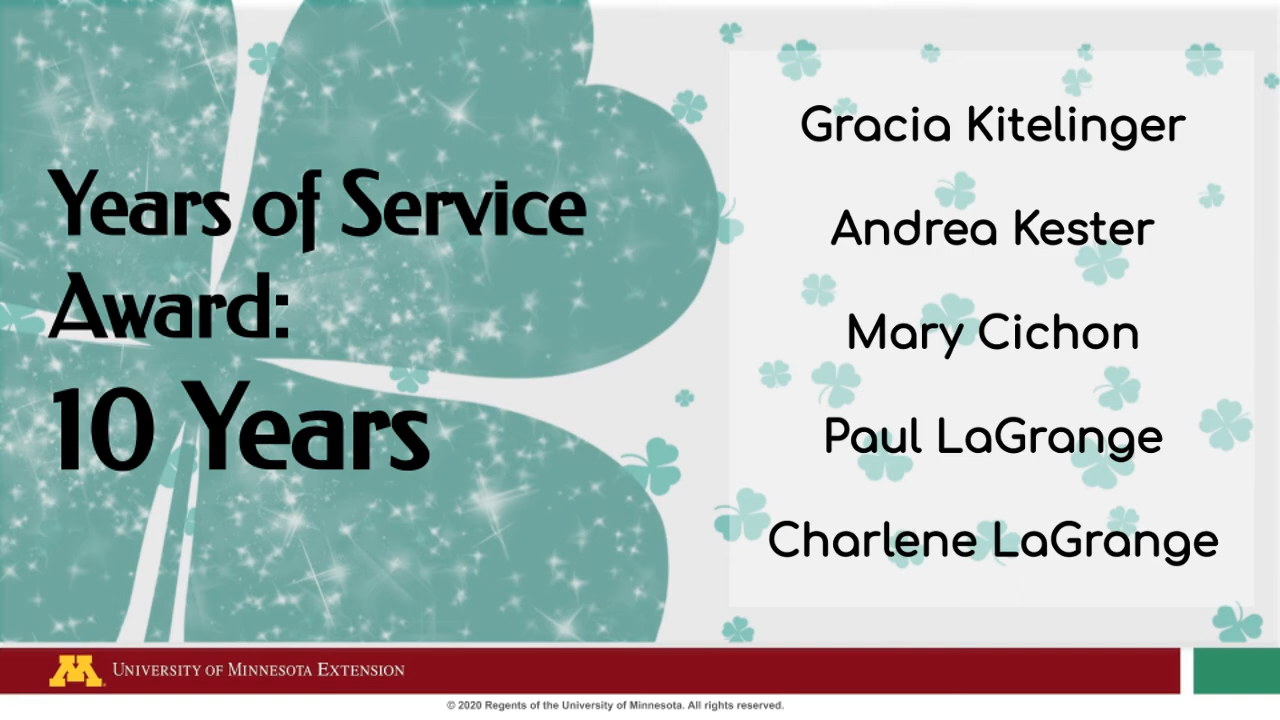 Years of Service
Award:
10 Years
Gracia Kitelinger
Andrea Kester
Mary Cichon
Paul LaGrange
Charlene LaGrange
M
UNIVERSITY OF MINNESOTA EXTENSION
© 2020 Regents of the University of Minnesota. All rights reserved.